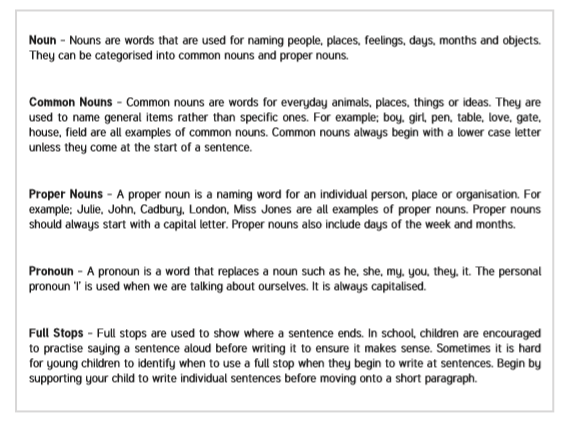 Noun - Nouns are words that are used for naming people, places, feelings, days, months and objects.
They can be categorised into common nouns and proper nouns.
Common Nouns - Common nouns are words for everyday animals, places, things or ideas. They are
used to name general items rather than specific ones. For example; boy, girl, pen, table, love, gate,
house, field are all examples of common nouns. Common nouns always begin with a lower case letter
unless they come at the start of a sentence.
Proper Nouns - A proper noun is a naming word for an individual person, place or organisation. For
example; Julie, John, Cadbury, London, Miss Jones are all examples of proper nouns. Proper nouns
should always start with a capital letter. Proper nouns also include days of the week and months.
Pronoun - A pronoun is a word that replaces a noun such as he, she, my, you, they, it. The personal
pronoun 'I' is used when we are talking about ourselves. It is always capitalised.
Full Stops - Full stops are used to show where a sentence ends. In school, children are encouraged
to practise saying a sentence aloud before writing it to ensure it makes sense. Sometimes it is hard
for young children to identify when to use a full stop when they begin to write at sentences. Begin by
supporting your child to write individual sentences before moving onto a short paragraph.